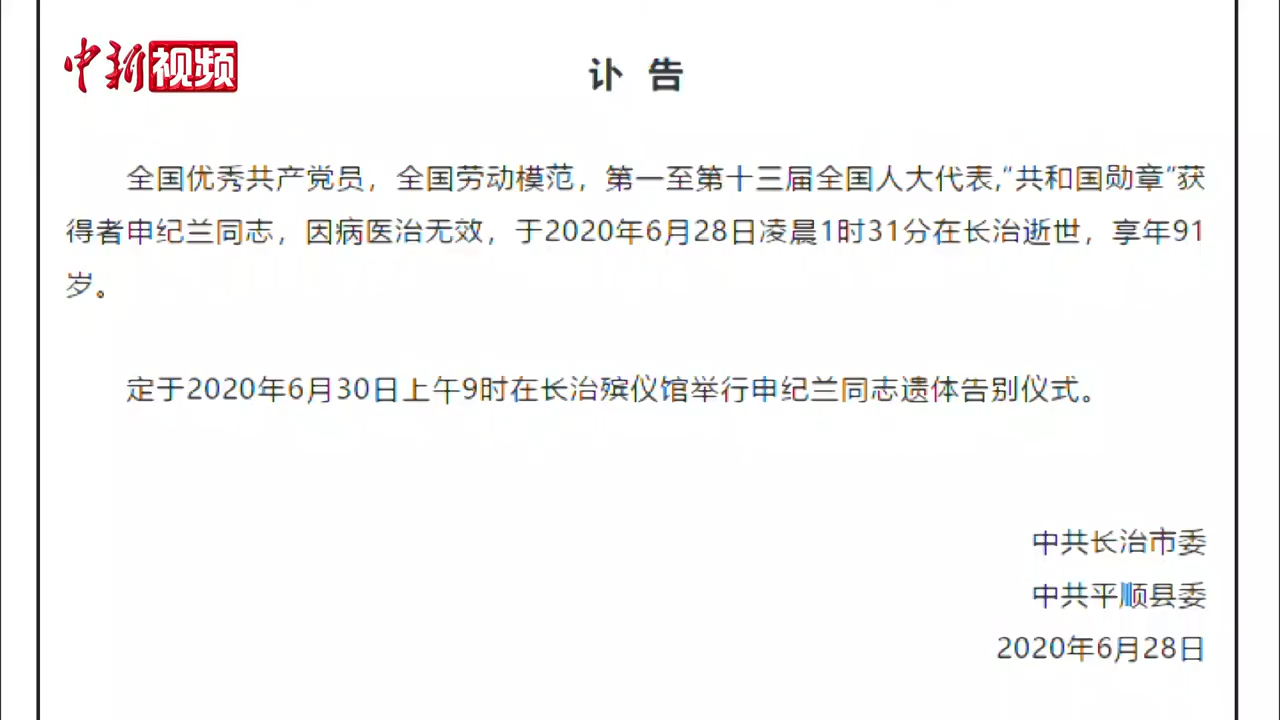 中新视频
讣 告
全国优秀共产党员，全国劳动模范，第一至第十三届全国人大代表,“共和国勋章”获
得者申纪兰同志，因病医治无效，于2020年6月28日凌晨1时31分在长治逝世，享年91
岁。
定于2020年6月30日上午9时在长治殡仪馆举行申纪兰同志遗体告别仪式。
中共长治市委
中共平顺县委
2020年6月28日